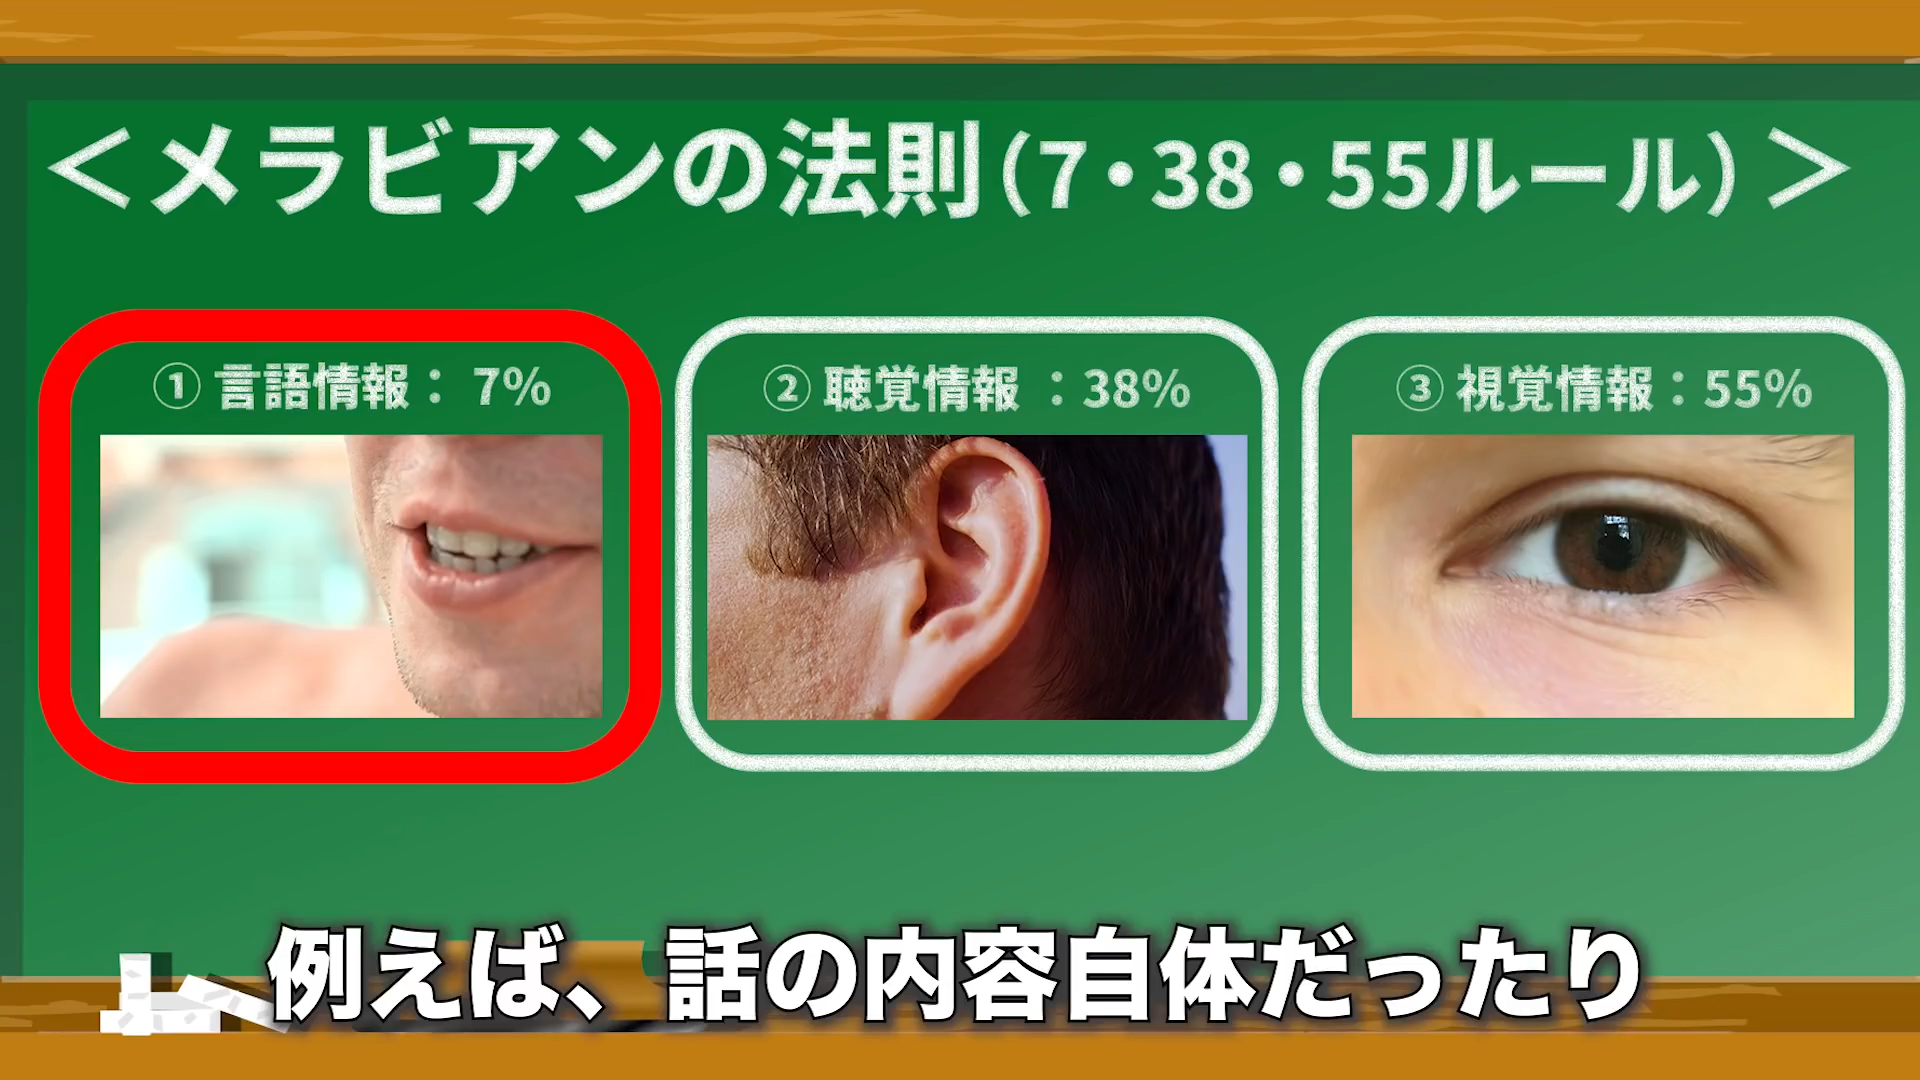 ＜メラビアンの法則（7・38・55ルール）＞
① 言語情報： 7%
② 聴覚情報 ：38%
③ 視覚情報：55%
例えば、話の内容自体だったり